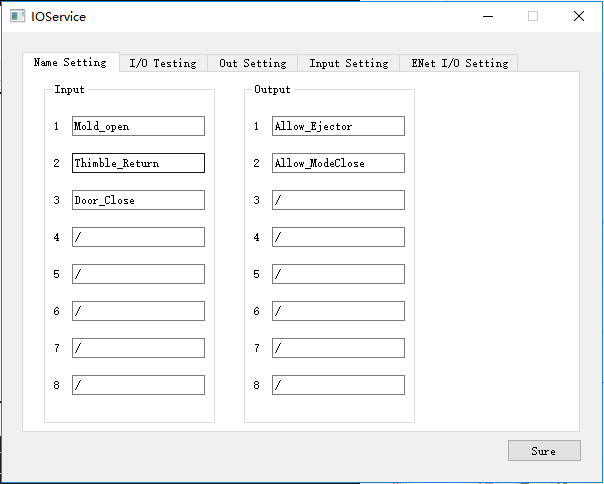 IOService
Name Setting I/O Testing Out Setting Input Setting ENet I/O Setting
Input Output
1 Mold_open 1 Allow_Ejector
2 Thimble_Return 2 Allow_ModeClose
3 Door_Close 3 /
4 / 4 /
5 / 5 /
6 / 6 /
7 / 7 /
8 / 8 /
Sure